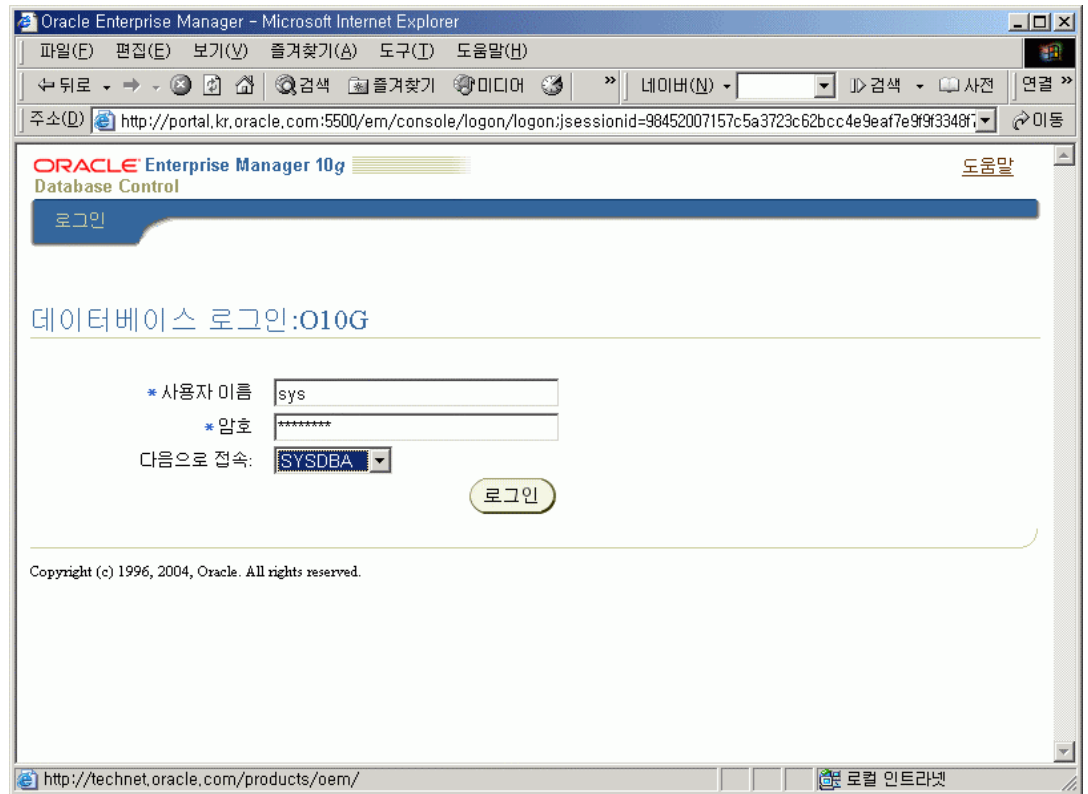 Oracle Enterprise Manager - Microsoft Internet Explorer
파일(F) 편집(E) 보기(V) 즐겨찾기(A) 도구(T) 도움말(H)
뒤로 검색 즐겨찾기 미디어 » 네이버(N) 검색 사전 연결 »
주소(D) http://portal.kr.oracle.com:5500/em/console/logon/logon;jsessionid=98452007157c5a3723c62bcc4e9eaf7e9f9f3348f7 이동
ORACLE Enterprise Manager 10g 도움말
Database Control
로그인
데이터베이스 로그인:O10G
* 사용자 이름 sys
* 암호 ********
다음으로 접속: SYSDBA
로그인
Copyright (c) 1996, 2004, Oracle. All rights reserved.
http://technet.oracle.com/products/oem/ 로컬 인트라넷